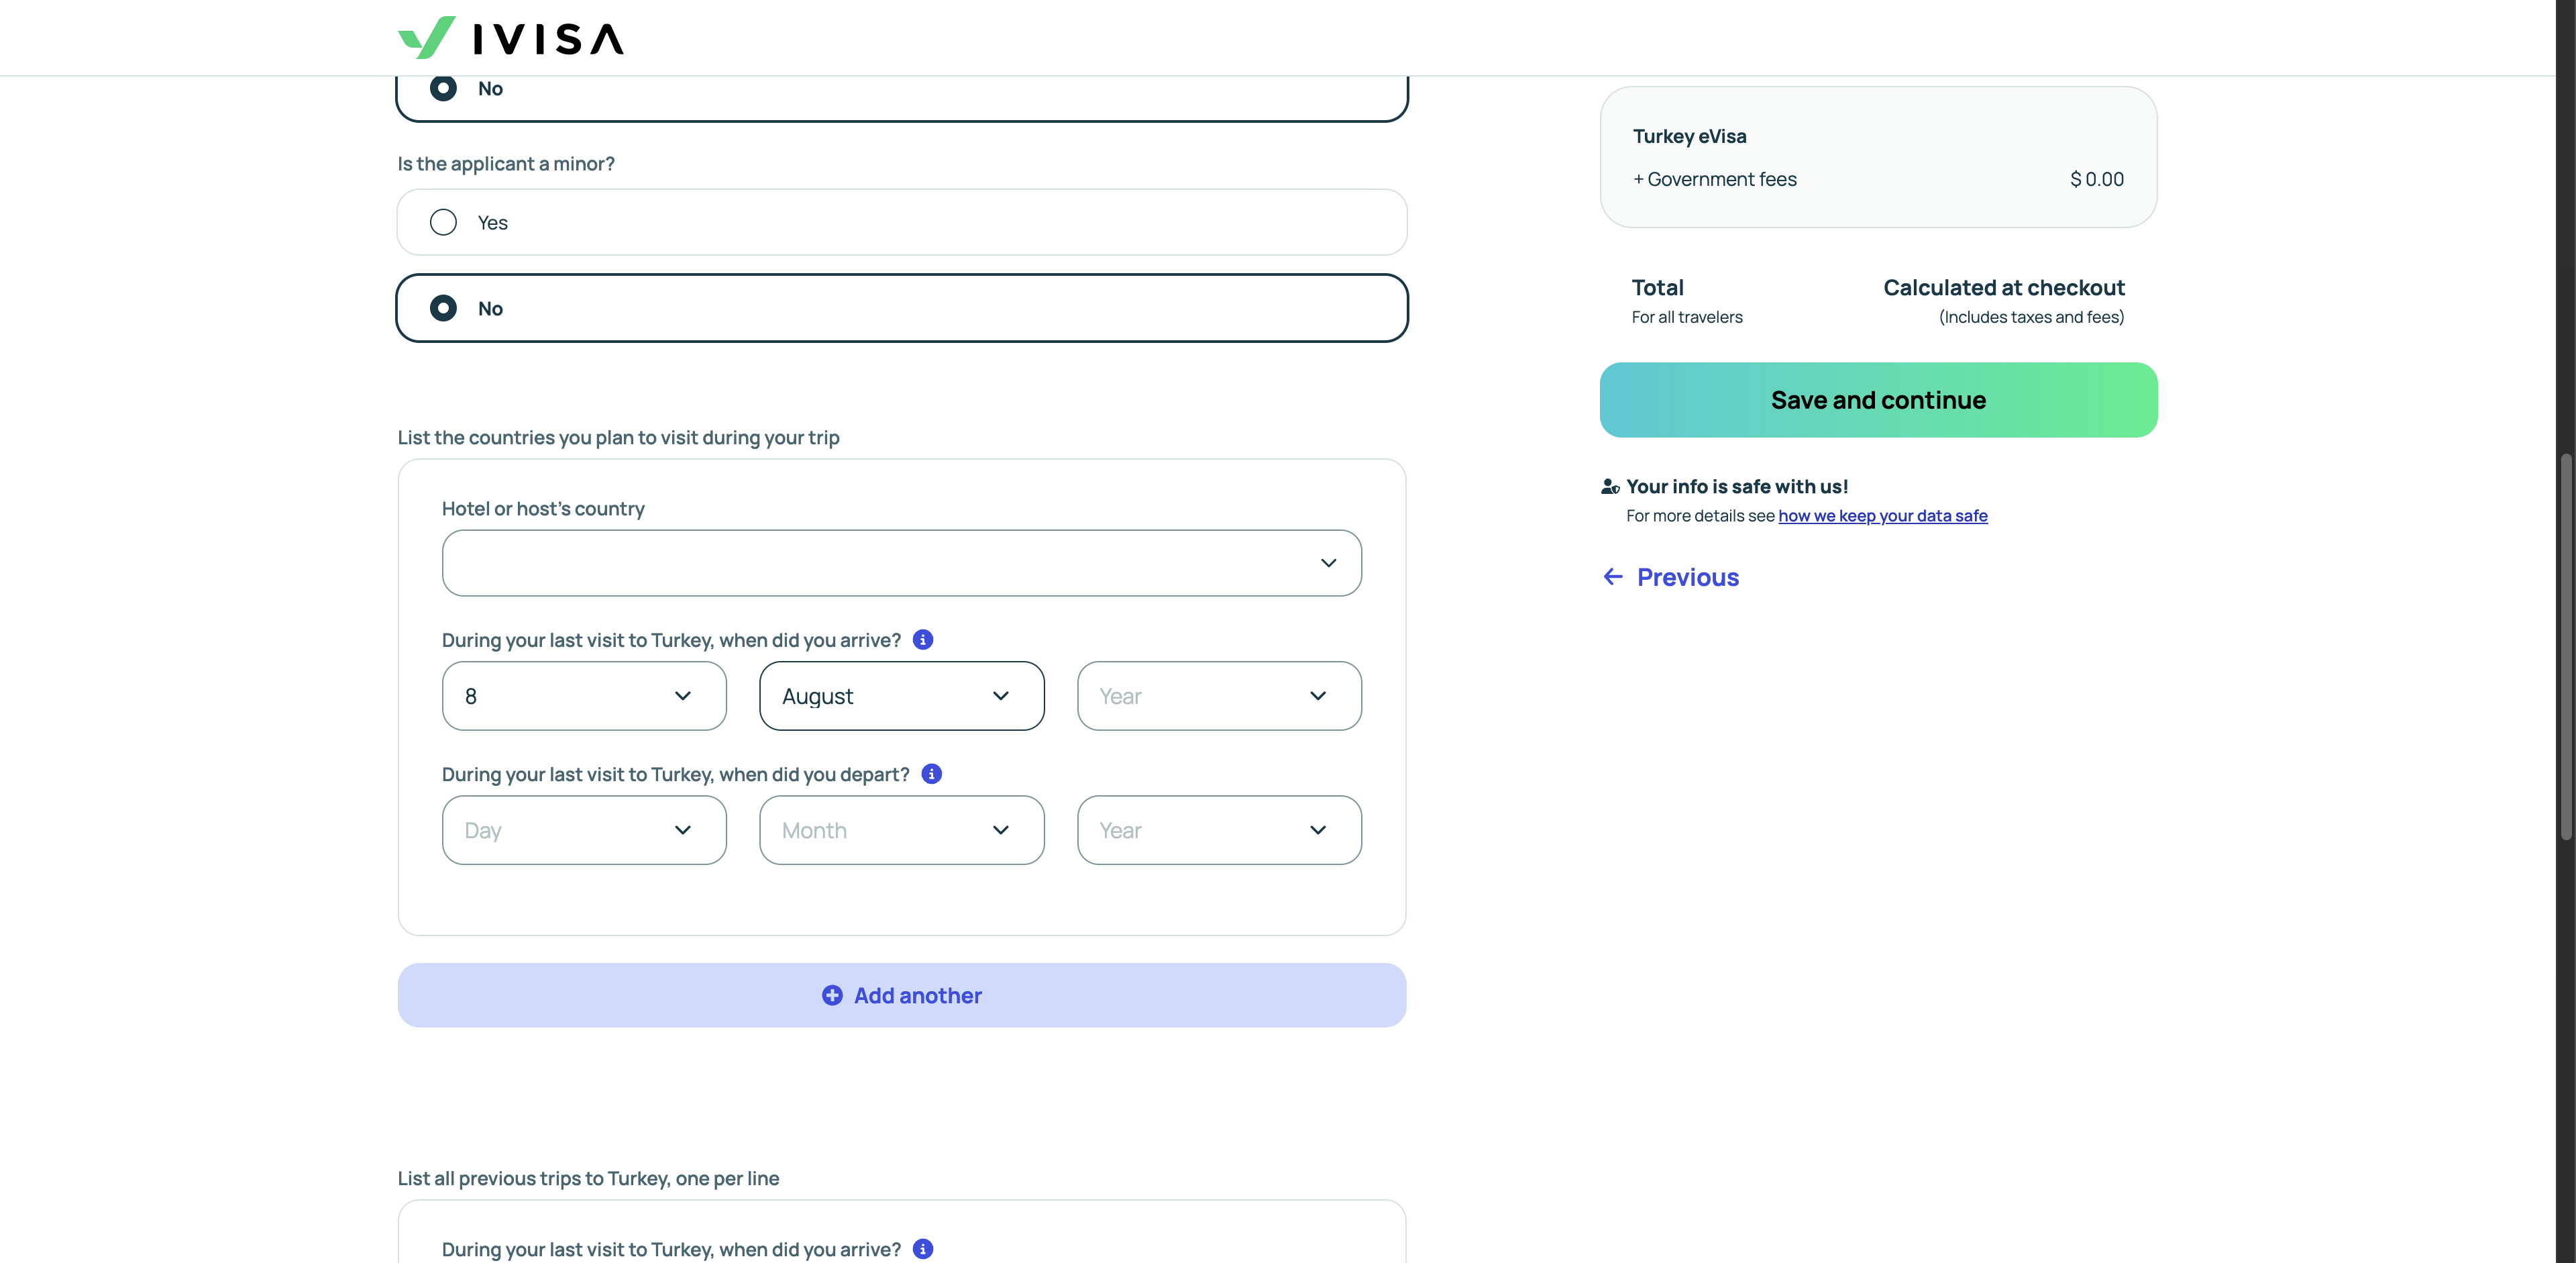 IVISA
No
Is the applicant a minor?
Yes
No
List the countries you plan to visit during your trip
Hotel or host's country
During your last visit to Turkey, when did you arrive?
8
August
Year
During your last visit to Turkey, when did you depart?
Day
Month
Year
Add another
List all previous trips to Turkey, one per line
During your last visit to Turkey, when did you arrive?
Turkey eVisa
+ Government fees $ 0.00
Total Calculated at checkout
For all travelers (Includes taxes and fees)
Save and continue
Your info is safe with us!
For more details see how we keep your data safe
Previous